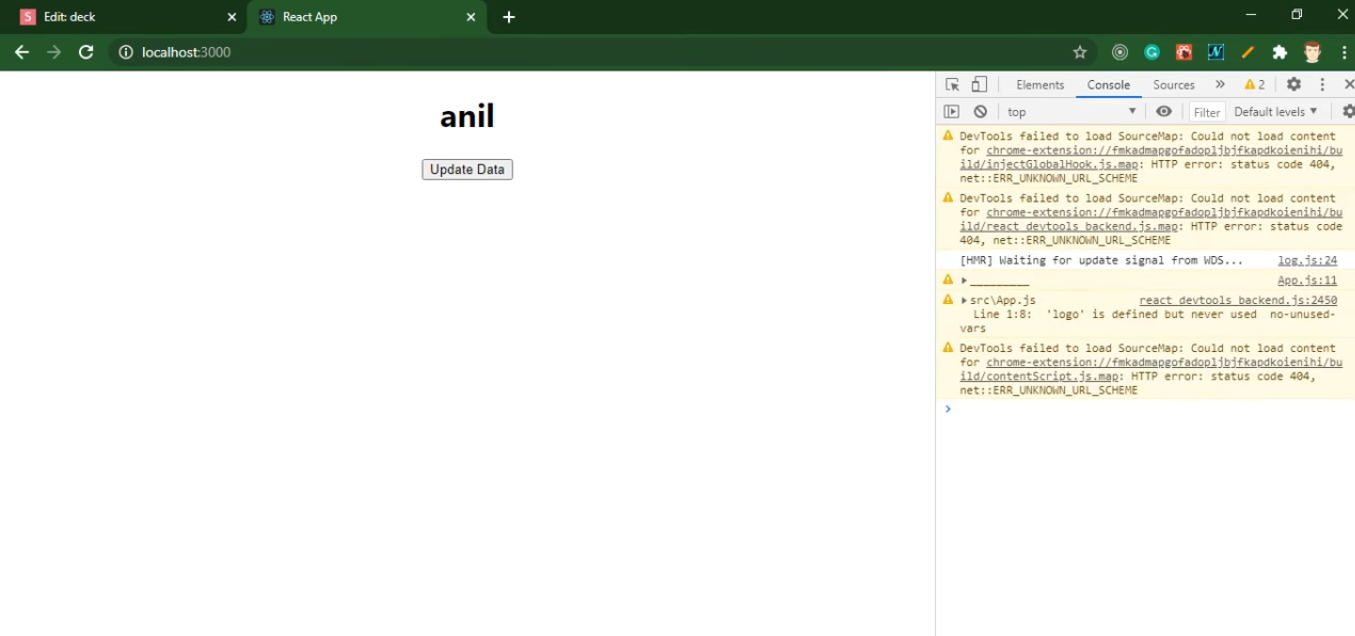 Edit: deck
React App
localhost:3000
anil
Update Data
Elements Console Sources 2
top Filter Default levels
DevTools failed to load SourceMap: Could not load content
for chrome-extension://fmkadmapgofadopljbjfkapdkoienihi/bu
ild/injectGlobalHook.js.map: HTTP error: status code 404,
net::ERR_UNKNOWN_URL_SCHEME
DevTools failed to load SourceMap: Could not load content
for chrome-extension://fmkadmapgofadopljbjfkapdkoienihi/bu
ild/react_devtools_backend.js.map: HTTP error: status code
404, net::ERR_UNKNOWN_URL_SCHEME
[HMR] Waiting for update signal from WDS... log.js:24
_________ App.js:11
src\App.js react_devtools_backend.js:2450
Line 1:8: 'logo' is defined but never used no-unused-
vars
DevTools failed to load SourceMap: Could not load content
for chrome-extension://fmkadmapgofadopljbjfkapdkoienihi/bu
ild/contentScript.js.map: HTTP error: status code 404,
net::ERR_UNKNOWN_URL_SCHEME